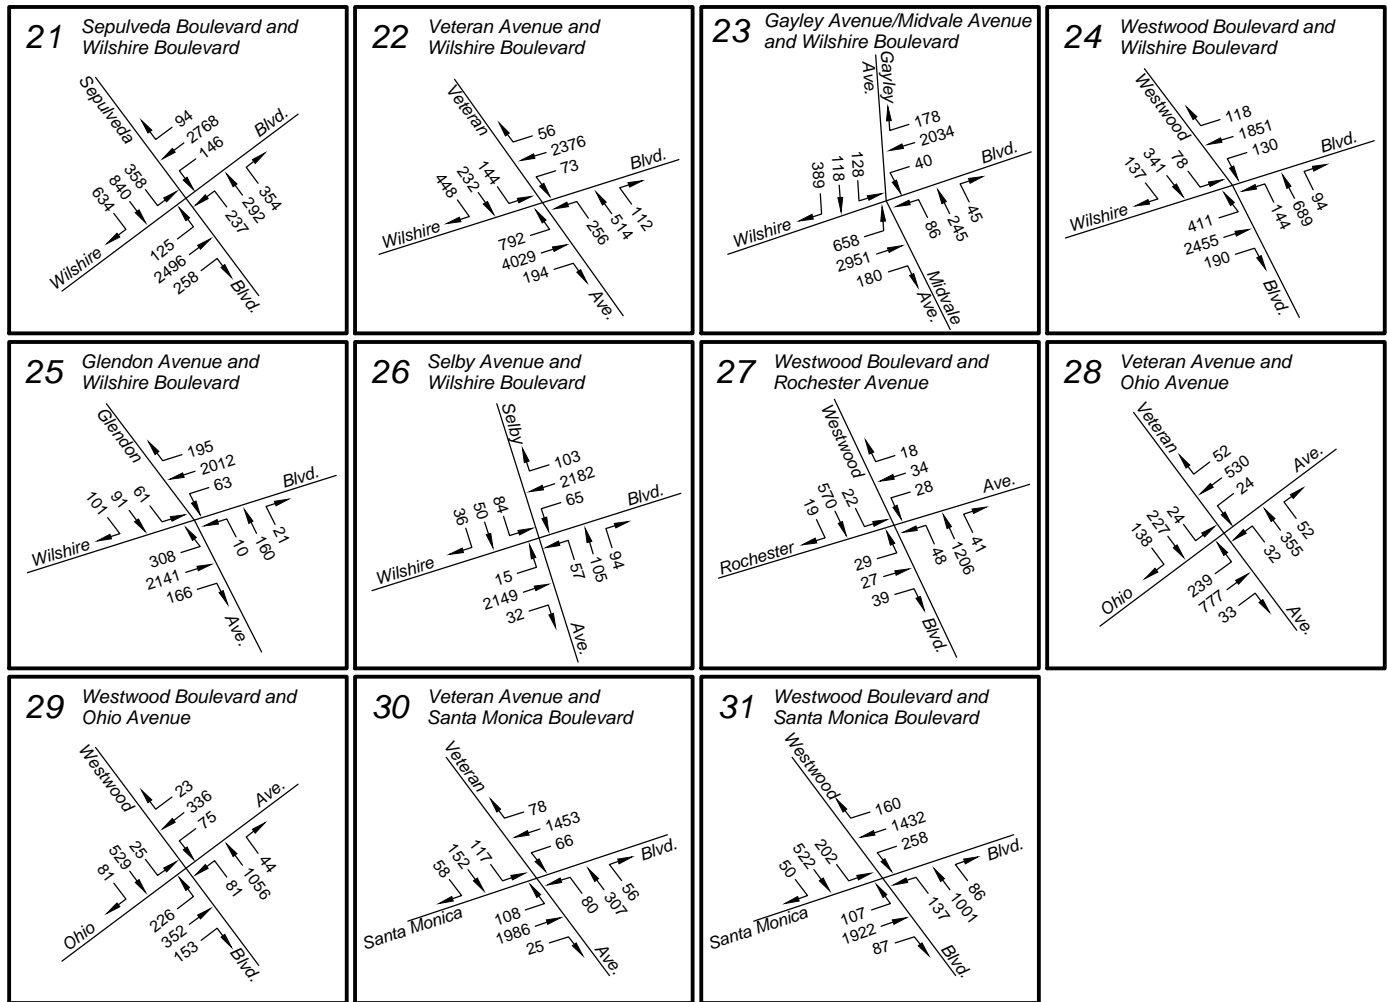 21
Sepulveda Boulevard and
Wilshire Boulevard
Sepulveda
Blvd.
94
2768
146
358
840
634
354
292
237
125
2496
258
Wilshire
Blvd.
22
Veteran Avenue and
Wilshire Boulevard
Veteran
56
2376
73
Blvd.
144
232
448
Wilshire
112
514
256
792
4029
194
Ave.
23
Gayley Avenue/Midvale Avenue
and Wilshire Boulevard
Gayley
Ave.
178
2034
40
Blvd.
128
118
389
Wilshire
45
245
86
658
2951
180
Midvale
Ave.
24
Westwood Boulevard and
Wilshire Boulevard
Westwood
118
1851
130
Blvd.
78
341
137
Wilshire
94
689
144
411
2455
190
Blvd.
25
Glendon Avenue and
Wilshire Boulevard
Glendon
195
2012
63
Blvd.
61
91
101
Wilshire
21
160
10
308
2141
166
Ave.
26
Selby Avenue and
Wilshire Boulevard
Selby
103
2182
65
Blvd.
84
50
36
Wilshire
94
105
57
15
2149
32
Ave.
27
Westwood Boulevard and
Rochester Avenue
Westwood
18
34
28
Ave.
22
570
19
Rochester
41
1206
48
29
27
39
Blvd.
28
Veteran Avenue and
Ohio Avenue
Veteran
52
530
24
Ave.
24
227
138
Ohio
52
355
32
239
777
33
Ave.
29
Westwood Boulevard and
Ohio Avenue
Westwood
23
336
75
Ave.
25
529
81
Ohio
44
1056
81
226
352
153
Blvd.
30
Veteran Avenue and
Santa Monica Boulevard
Veteran
78
1453
66
Blvd.
117
152
58
Santa Monica
56
307
80
108
1986
25
Ave.
31
Westwood Boulevard and
Santa Monica Boulevard
Westwood
160
1432
258
Blvd.
202
522
50
Santa Monica
86
1001
137
107
1922
87
Blvd.